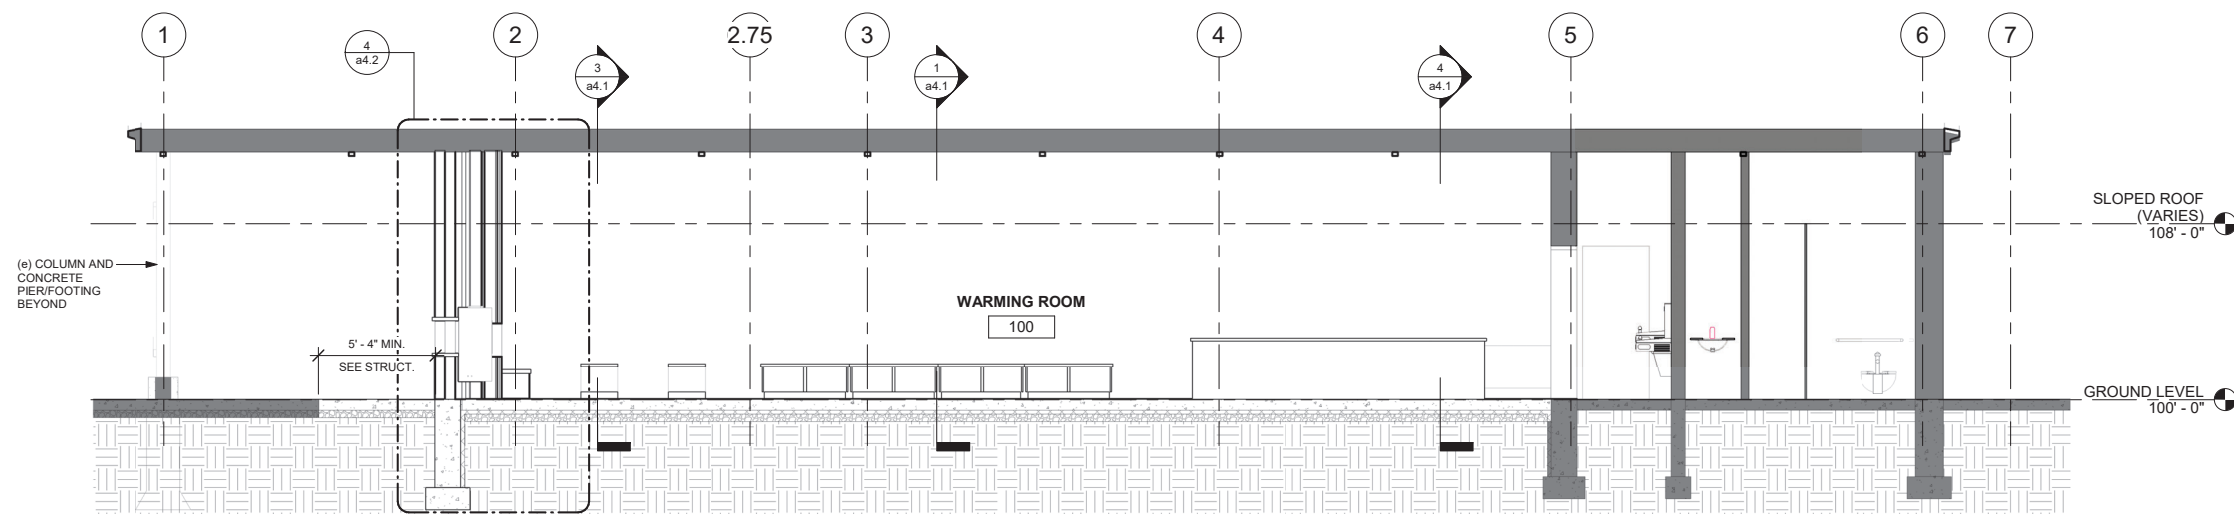 1
2
2.75
3
4
5
6
7
4
a4.2
3
a4.1
1
a4.1
4
a4.1
SLOPED ROOF
(VARIES)
108' - 0"
(e) COLUMN AND
CONCRETE
PIER/FOOTING
BEYOND
WARMING ROOM
100
5' - 4" MIN.
SEE STRUCT.
GROUND LEVEL
100' - 0"